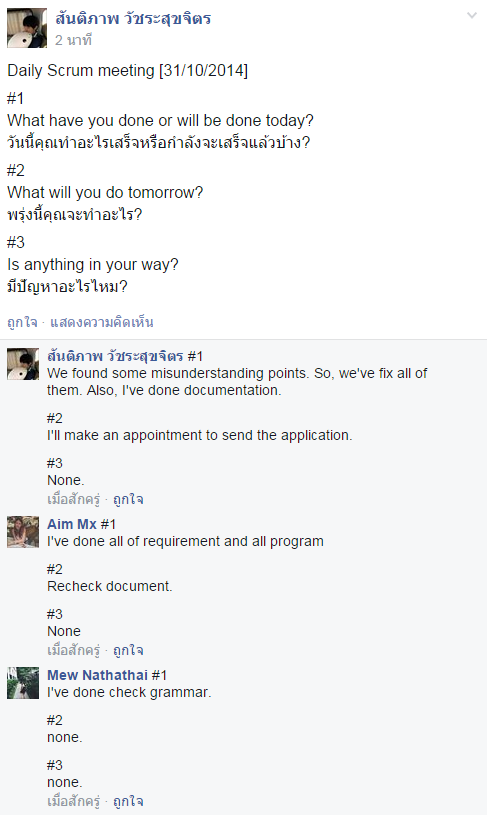 สันติภาพ วัชระสุขจิตร
2 นาที
Daily Scrum meeting [31/10/2014]
#1
What have you done or will be done today?
วันนี้คุณทำอะไรเสร็จหรือกำลังจะเสร็จแล้วบ้าง?
#2
What will you do tomorrow?
พรุ่งนี้คุณจะทำอะไร?
#3
Is anything in your way?
มีปัญหาอะไรไหม?
ถูกใจ · แสดงความคิดเห็น
สันติภาพ วัชระสุขจิตร #1
We found some misunderstanding points. So, we've fix all of
them. Also, I've done documentation.
#2
I'll make an appointment to send the application.
#3
None.
เมื่อสักครู่ · ถูกใจ
Aim Mx #1
I've done all of requirement and all program
#2
Recheck document.
#3
None
เมื่อสักครู่ · ถูกใจ
Mew Nathathai #1
I've done check grammar.
#2
none.
#3
none.
เมื่อสักครู่ · ถูกใจ